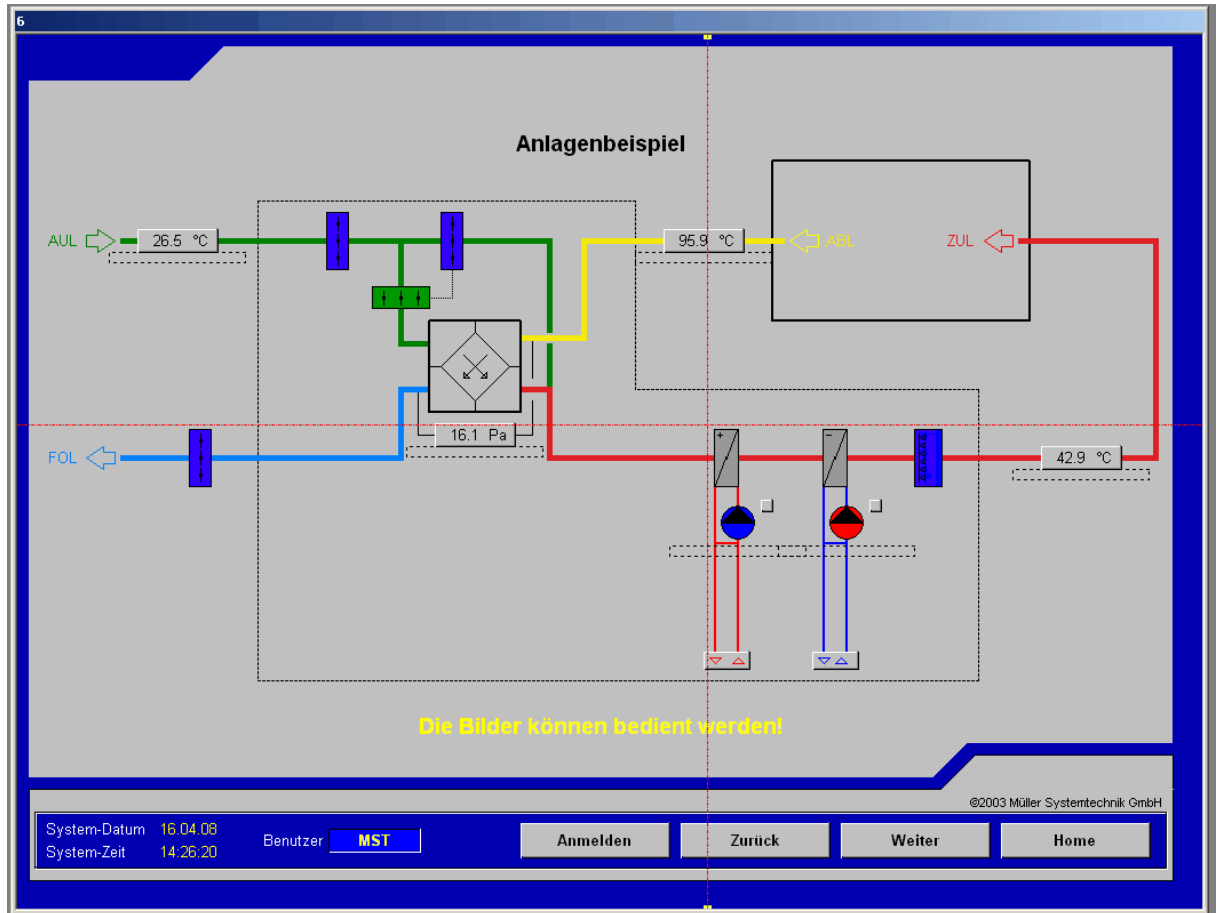 6
Anlagenbeispiel
AUL 26.5 °C 95.9 °C ABL ZUL
16.1 Pa
FOL + - 42.9 °C
Die Bilder können bedient werden!
©2003 Müller Systemtechnik GmbH
System-Datum 16.04.08
System-Zeit 14:26:20
Benutzer MST Anmelden Zurück Weiter Home